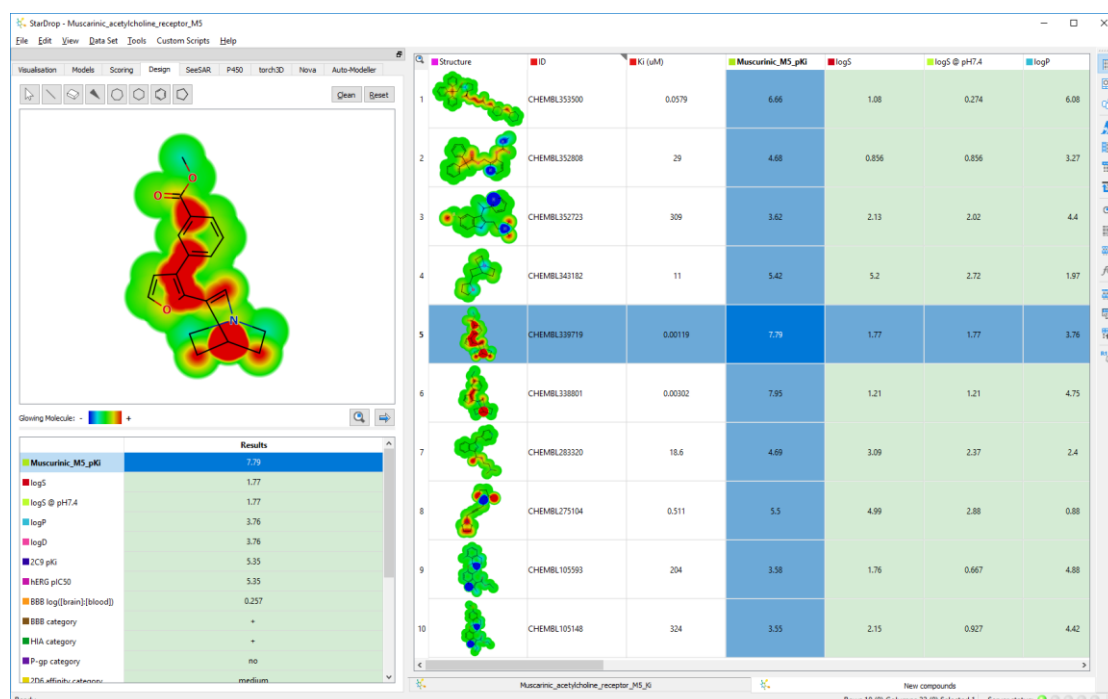 StarDrop - Muscarinic_acetylcholine_receptor_M5
File Edit View Data Set Tools Custom Scripts Help
Visualisation Models Scoring Design SeeSAR P450 torch3D Nova Auto-Modeller
Clean Reset
O
O
O
N
Glowing Molecule: - +
Results
Muscurinic_M5_pKi 7.79
logS 1.77
logS @ pH7.4 1.77
logP 3.76
logD 3.76
2C9 pKi 5.35
hERG pIC50 5.35
BBB log([brain]:[blood]) 0.257
BBB category +
HIA category +
P-gp category no
2D6 affinity category medium
Structure ID Ki (uM) Muscurinic_M5_pKi logS logS @ pH7.4 logP
1 CHEMBL353500 0.0579 6.66 1.08 0.274 6.08
2 CHEMBL352808 29 4.68 0.856 0.856 3.27
3 CHEMBL352723 309 3.62 2.13 2.02 4.4
4 CHEMBL343182 11 5.42 5.2 2.72 1.97
5 CHEMBL339719 0.00119 7.79 1.77 1.77 3.76
6 CHEMBL338801 0.00302 7.95 1.21 1.21 4.75
7 CHEMBL283320 18.6 4.69 3.09 2.37 2.4
8 CHEMBL275104 0.511 5.5 4.99 2.88 0.88
9 CHEMBL105593 204 3.58 1.76 0.667 4.88
10 CHEMBL105148 324 3.55 2.15 0.927 4.42
Muscarinic_acetylcholine_receptor_M5_Ki New compounds